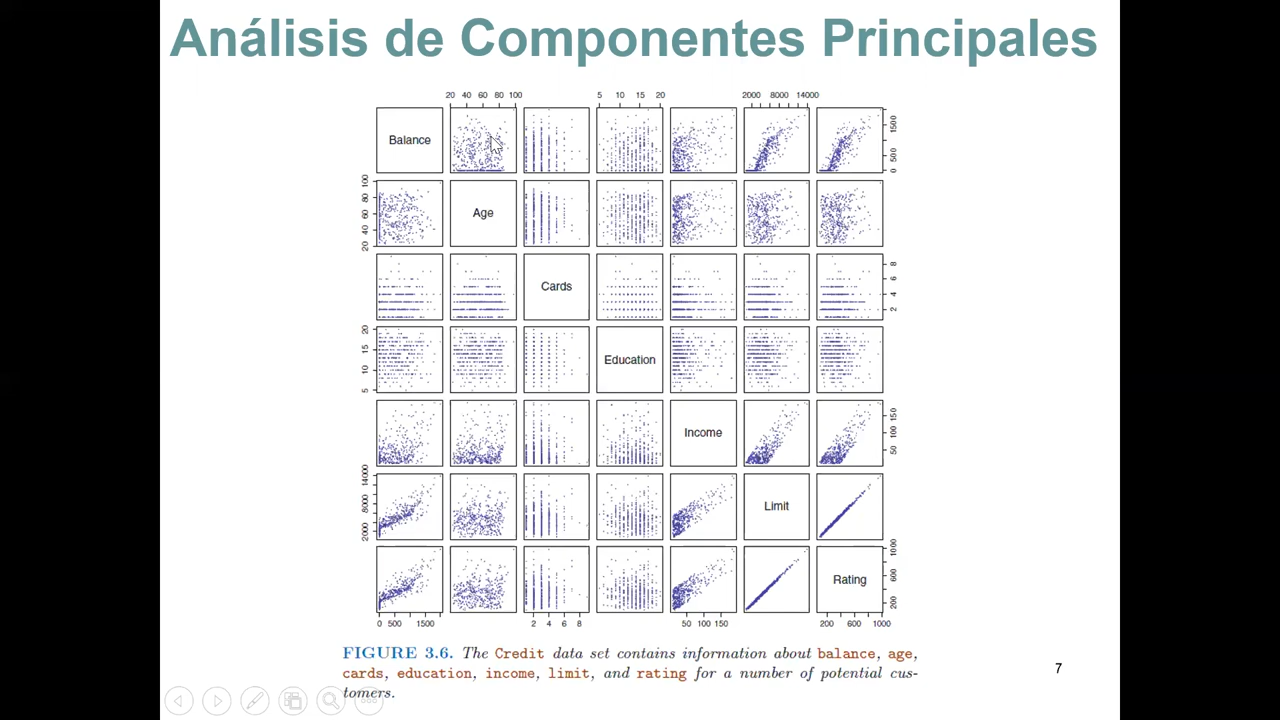 Análisis de Componentes Principales
20 40 60 80 100
5 10 15 20
2000 8000 14000
Balance
0 500 1500
20 40 60 80 100
Age
Cards
2 4 6 8
5 10 15 20
Education
Income
50 100 150
2000 8000 14000
Limit
Rating
200 600 1000
0 500 1500
2 4 6 8
50 100 150
200 600 1000
FIGURE 3.6. The Credit data set contains information about balance, age,
cards, education, income, limit, and rating for a number of potential cus-
tomers.
7